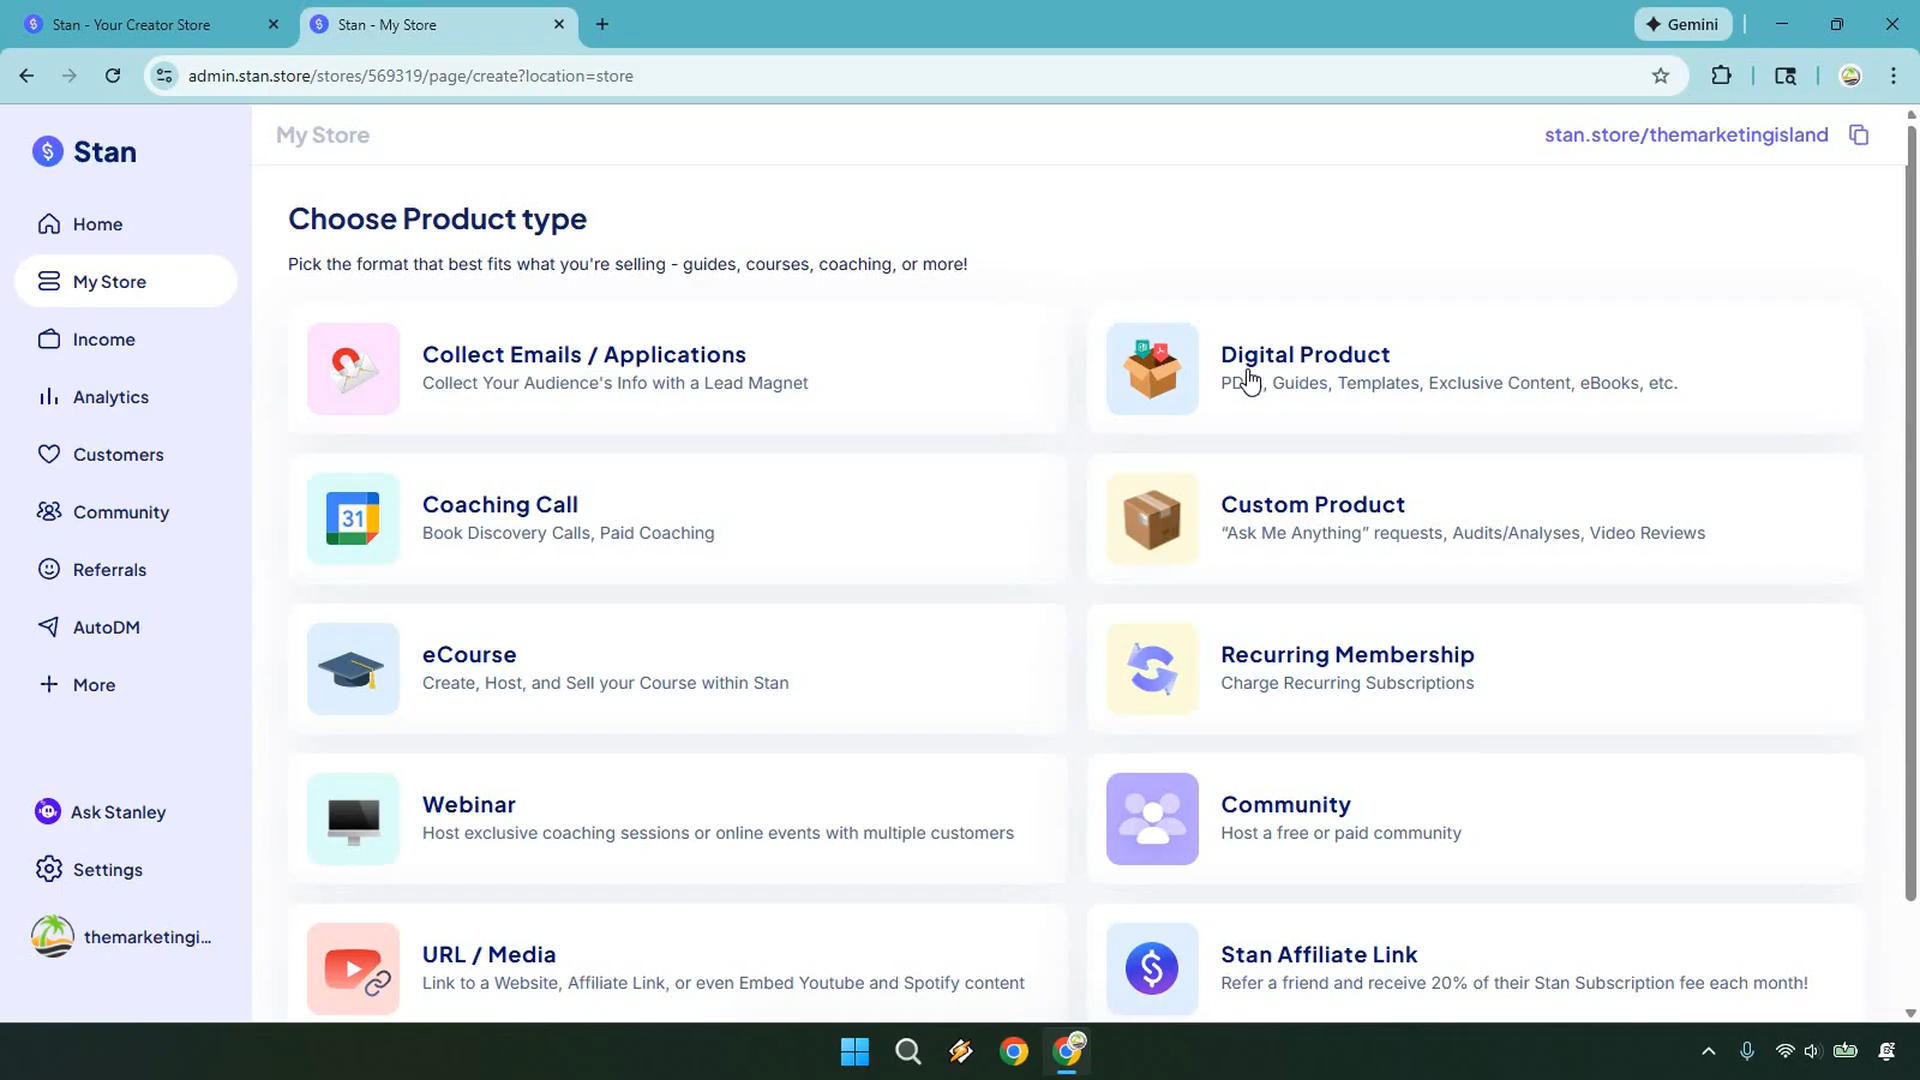 Stan - Your Creator Store
Stan - My Store
Gemini
admin.stan.store/stores/569319/page/create?location=store
Stan
My Store
stan.store/themarketingisland
Home
My Store
Income
Analytics
Customers
Community
Referrals
AutoDM
More
Ask Stanley
Settings
themarketingi...
Choose Product type
Pick the format that best fits what you're selling - guides, courses, coaching, or more!
Collect Emails / Applications
Collect Your Audience's Info with a Lead Magnet
Digital Product
Guides, Templates, Exclusive Content, eBooks, etc.
31
Coaching Call
Book Discovery Calls, Paid Coaching
Custom Product
“Ask Me Anything” requests, Audits/Analyses, Video Reviews
eCourse
Create, Host, and Sell your Course within Stan
Recurring Membership
Charge Recurring Subscriptions
Webinar
Host exclusive coaching sessions or online events with multiple customers
Community
Host a free or paid community
URL / Media
Link to a Website, Affiliate Link, or even Embed Youtube and Spotify content
Stan Affiliate Link
Refer a friend and receive 20% of their Stan Subscription fee each month!